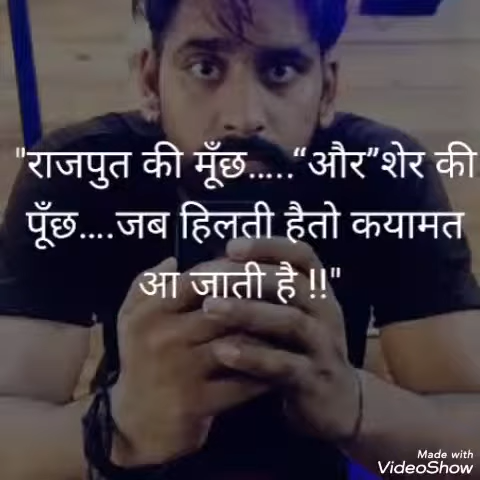 "राजपुत की मूँछ.....“और”शेर की
पूँछ....जब हिलती हैतो कयामत
आ जाती है !!"
Made with
VideoShow